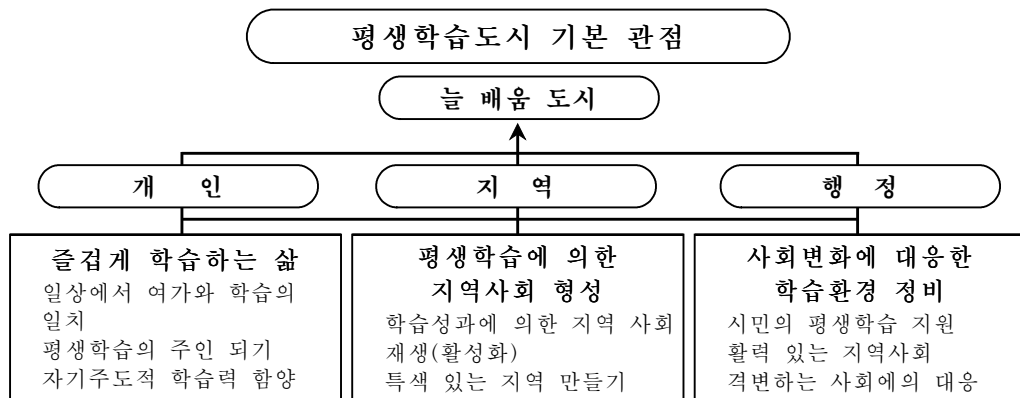 평생학습도시 기본 관점
늘 배움 도시
개 인
지 역
행 정
즐겁게 학습하는 삶
일상에서 여가와 학습의
일치
평생학습의 주인 되기
자기주도적 학습력 함양
평생학습에 의한
지역사회 형성
학습성과에 의한 지역 사회
재생(활성화)
특색 있는 지역 만들기
사회변화에 대응한
학습환경 정비
시민의 평생학습 지원
활력 있는 지역사회
격변하는 사회에의 대응